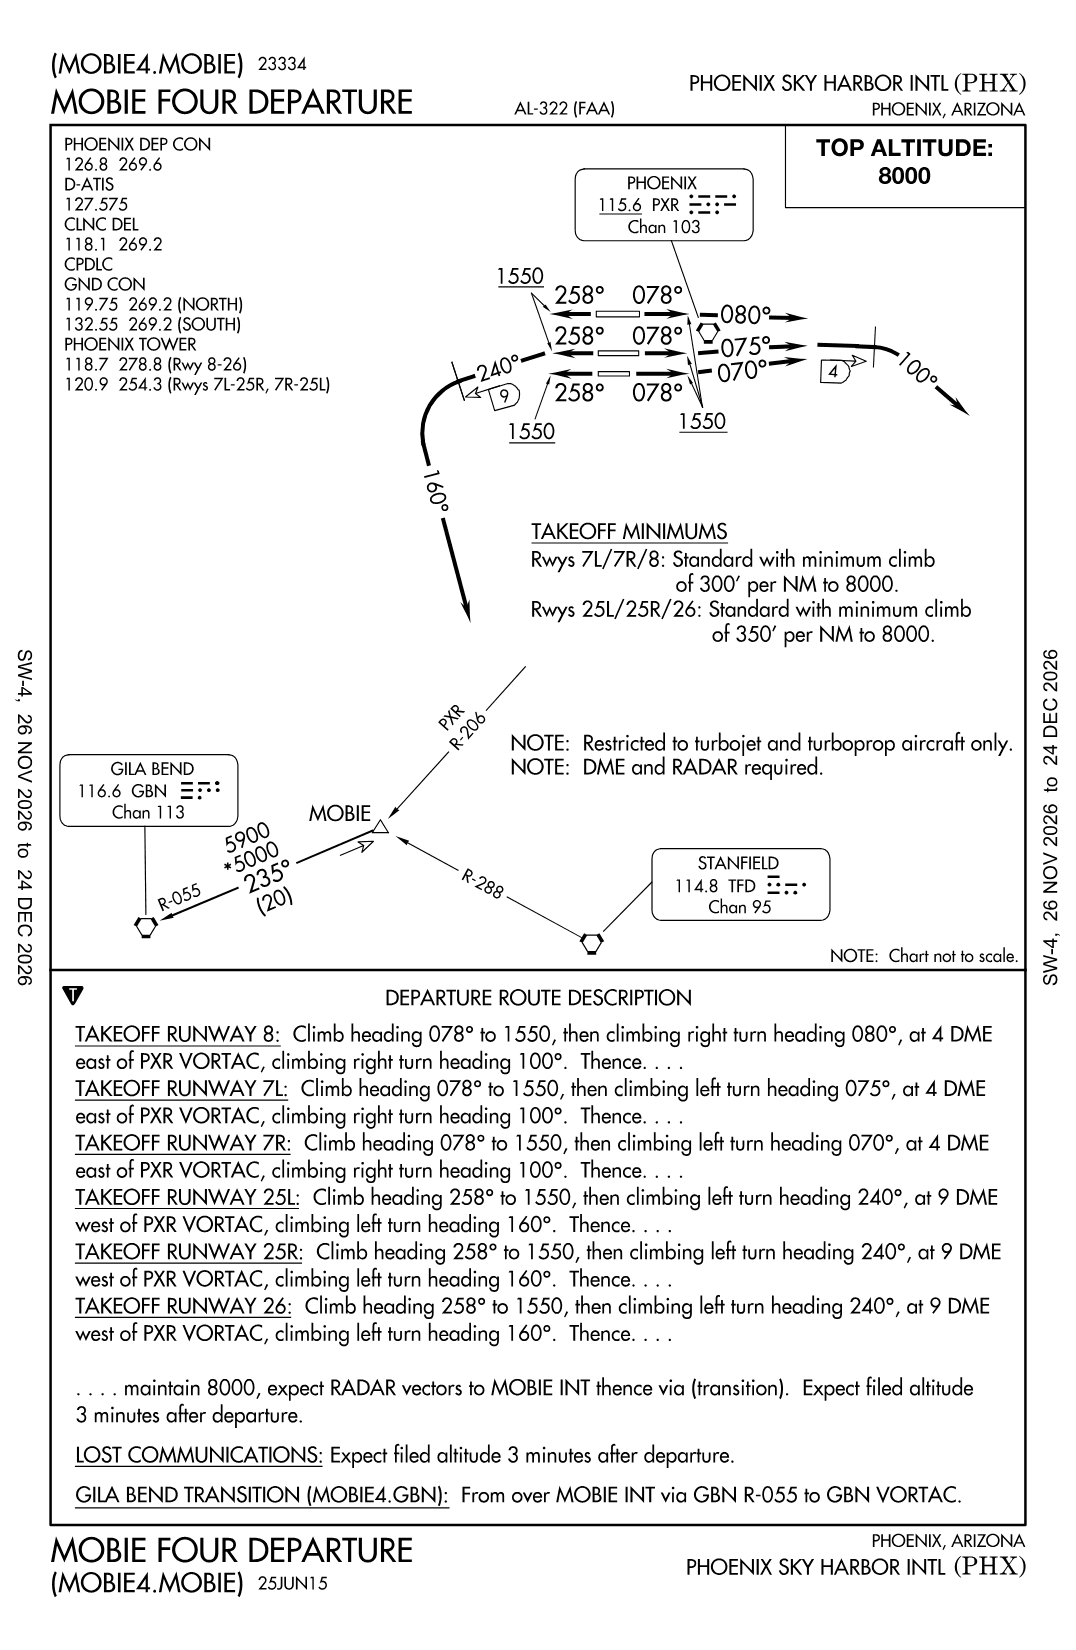 (MOBIE4.MOBIE) 23334
MOBIE FOUR DEPARTURE
AL-322 (FAA)
PHOENIX SKY HARBOR INTL (PHX)
PHOENIX, ARIZONA
PHOENIX DEP CON
126.8 269.6
D-ATIS
127.575
CLNC DEL
118.1 269.2
CPDLC
GND CON
119.75 269.2 (NORTH)
132.55 269.2 (SOUTH)
PHOENIX TOWER
118.7 278.8 (Rwy 8-26)
120.9 254.3 (Rwys 7L-25R, 7R-25L)
TOP ALTITUDE:
8000
PHOENIX
115.6 PXR
Chan 103
1550
258° 078°
080°
258° 078°
075°
240°
070°
4
100°
9
258° 078°
1550
1550
160°
TAKEOFF MINIMUMS
Rwys 7L/7R/8: Standard with minimum climb
of 300' per NM to 8000.
Rwys 25L/25R/26: Standard with minimum climb
of 350' per NM to 8000.
PXR
R-206
NOTE: Restricted to turbojet and turboprop aircraft only.
NOTE: DME and RADAR required.
GILA BEND
116.6 GBN
Chan 113
MOBIE
5900
*5000
235°
(20)
R-055
R-288
STANFIELD
114.8 TFD
Chan 95
NOTE: Chart not to scale.
SW-4, 26 NOV 2026 to 24 DEC 2026
SW-4, 26 NOV 2026 to 24 DEC 2026
T
DEPARTURE ROUTE DESCRIPTION
TAKEOFF RUNWAY 8: Climb heading 078° to 1550, then climbing right turn heading 080°, at 4 DME
east of PXR VORTAC, climbing right turn heading 100°. Thence. . . .
TAKEOFF RUNWAY 7L: Climb heading 078° to 1550, then climbing left turn heading 075°, at 4 DME
east of PXR VORTAC, climbing right turn heading 100°. Thence. . . .
TAKEOFF RUNWAY 7R: Climb heading 078° to 1550, then climbing left turn heading 070°, at 4 DME
east of PXR VORTAC, climbing right turn heading 100°. Thence. . . .
TAKEOFF RUNWAY 25L: Climb heading 258° to 1550, then climbing left turn heading 240°, at 9 DME
west of PXR VORTAC, climbing left turn heading 160°. Thence. . . .
TAKEOFF RUNWAY 25R: Climb heading 258° to 1550, then climbing left turn heading 240°, at 9 DME
west of PXR VORTAC, climbing left turn heading 160°. Thence. . . .
TAKEOFF RUNWAY 26: Climb heading 258° to 1550, then climbing left turn heading 240°, at 9 DME
west of PXR VORTAC, climbing left turn heading 160°. Thence. . . .
. . . . maintain 8000, expect RADAR vectors to MOBIE INT thence via (transition). Expect filed altitude
3 minutes after departure.
LOST COMMUNICATIONS: Expect filed altitude 3 minutes after departure.
GILA BEND TRANSITION (MOBIE4.GBN): From over MOBIE INT via GBN R-055 to GBN VORTAC.
MOBIE FOUR DEPARTURE
(MOBIE4.MOBIE) 25JUN15
PHOENIX, ARIZONA
PHOENIX SKY HARBOR INTL (PHX)